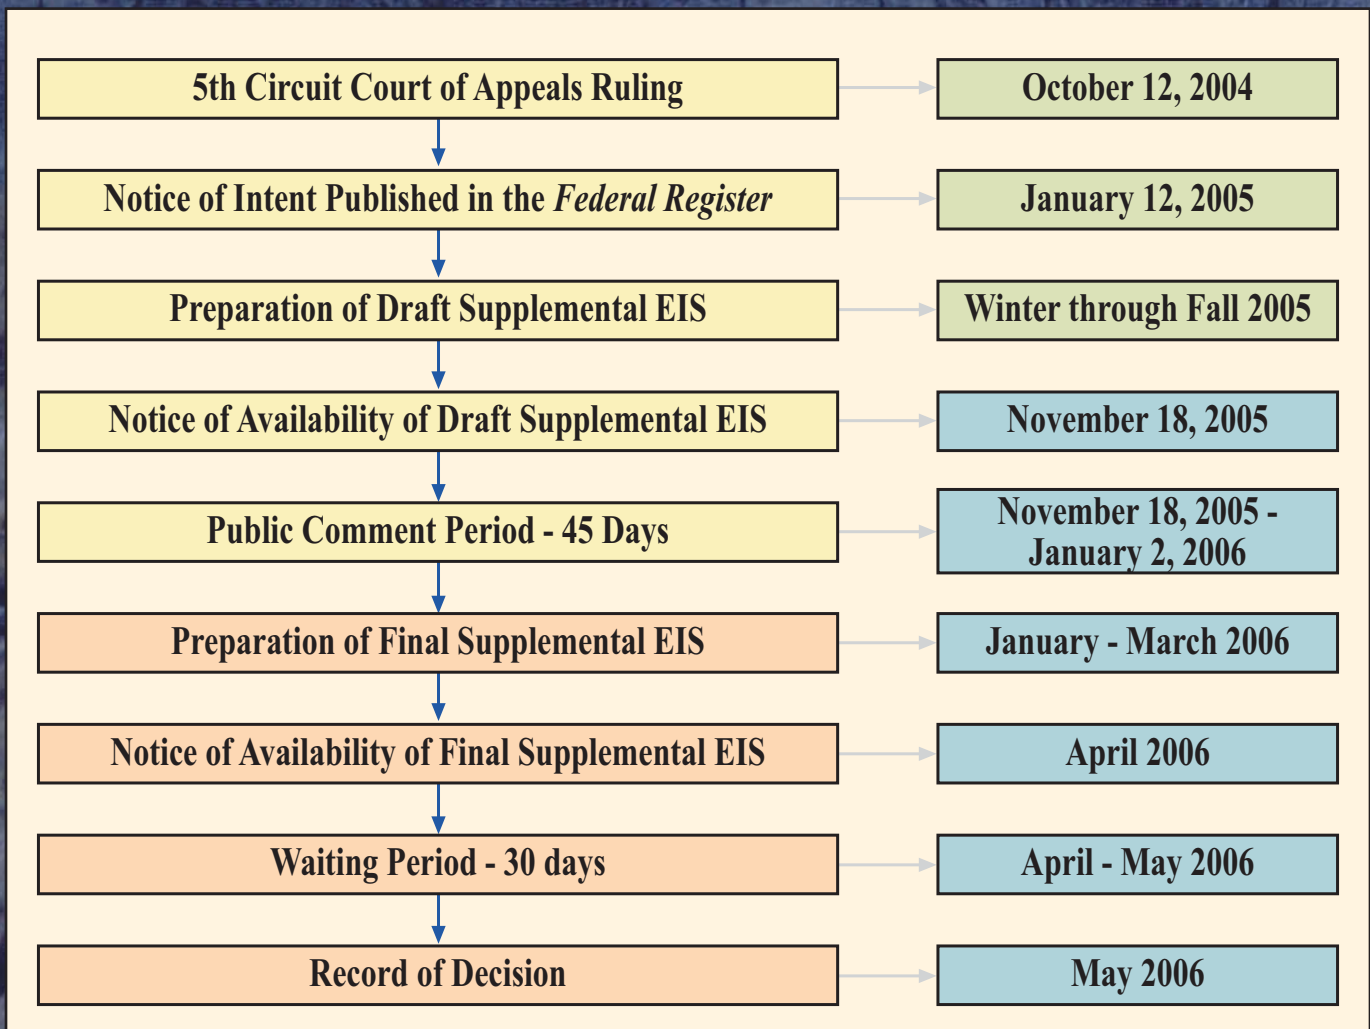 5th Circuit Court of Appeals Ruling
October 12, 2004
Notice of Intent Published in the Federal Register
January 12, 2005
Preparation of Draft Supplemental EIS
Winter through Fall 2005
Notice of Availability of Draft Supplemental EIS
November 18, 2005
Public Comment Period - 45 Days
November 18, 2005 -
January 2, 2006
Preparation of Final Supplemental EIS
January - March 2006
Notice of Availability of Final Supplemental EIS
April 2006
Waiting Period - 30 days
April - May 2006
Record of Decision
May 2006